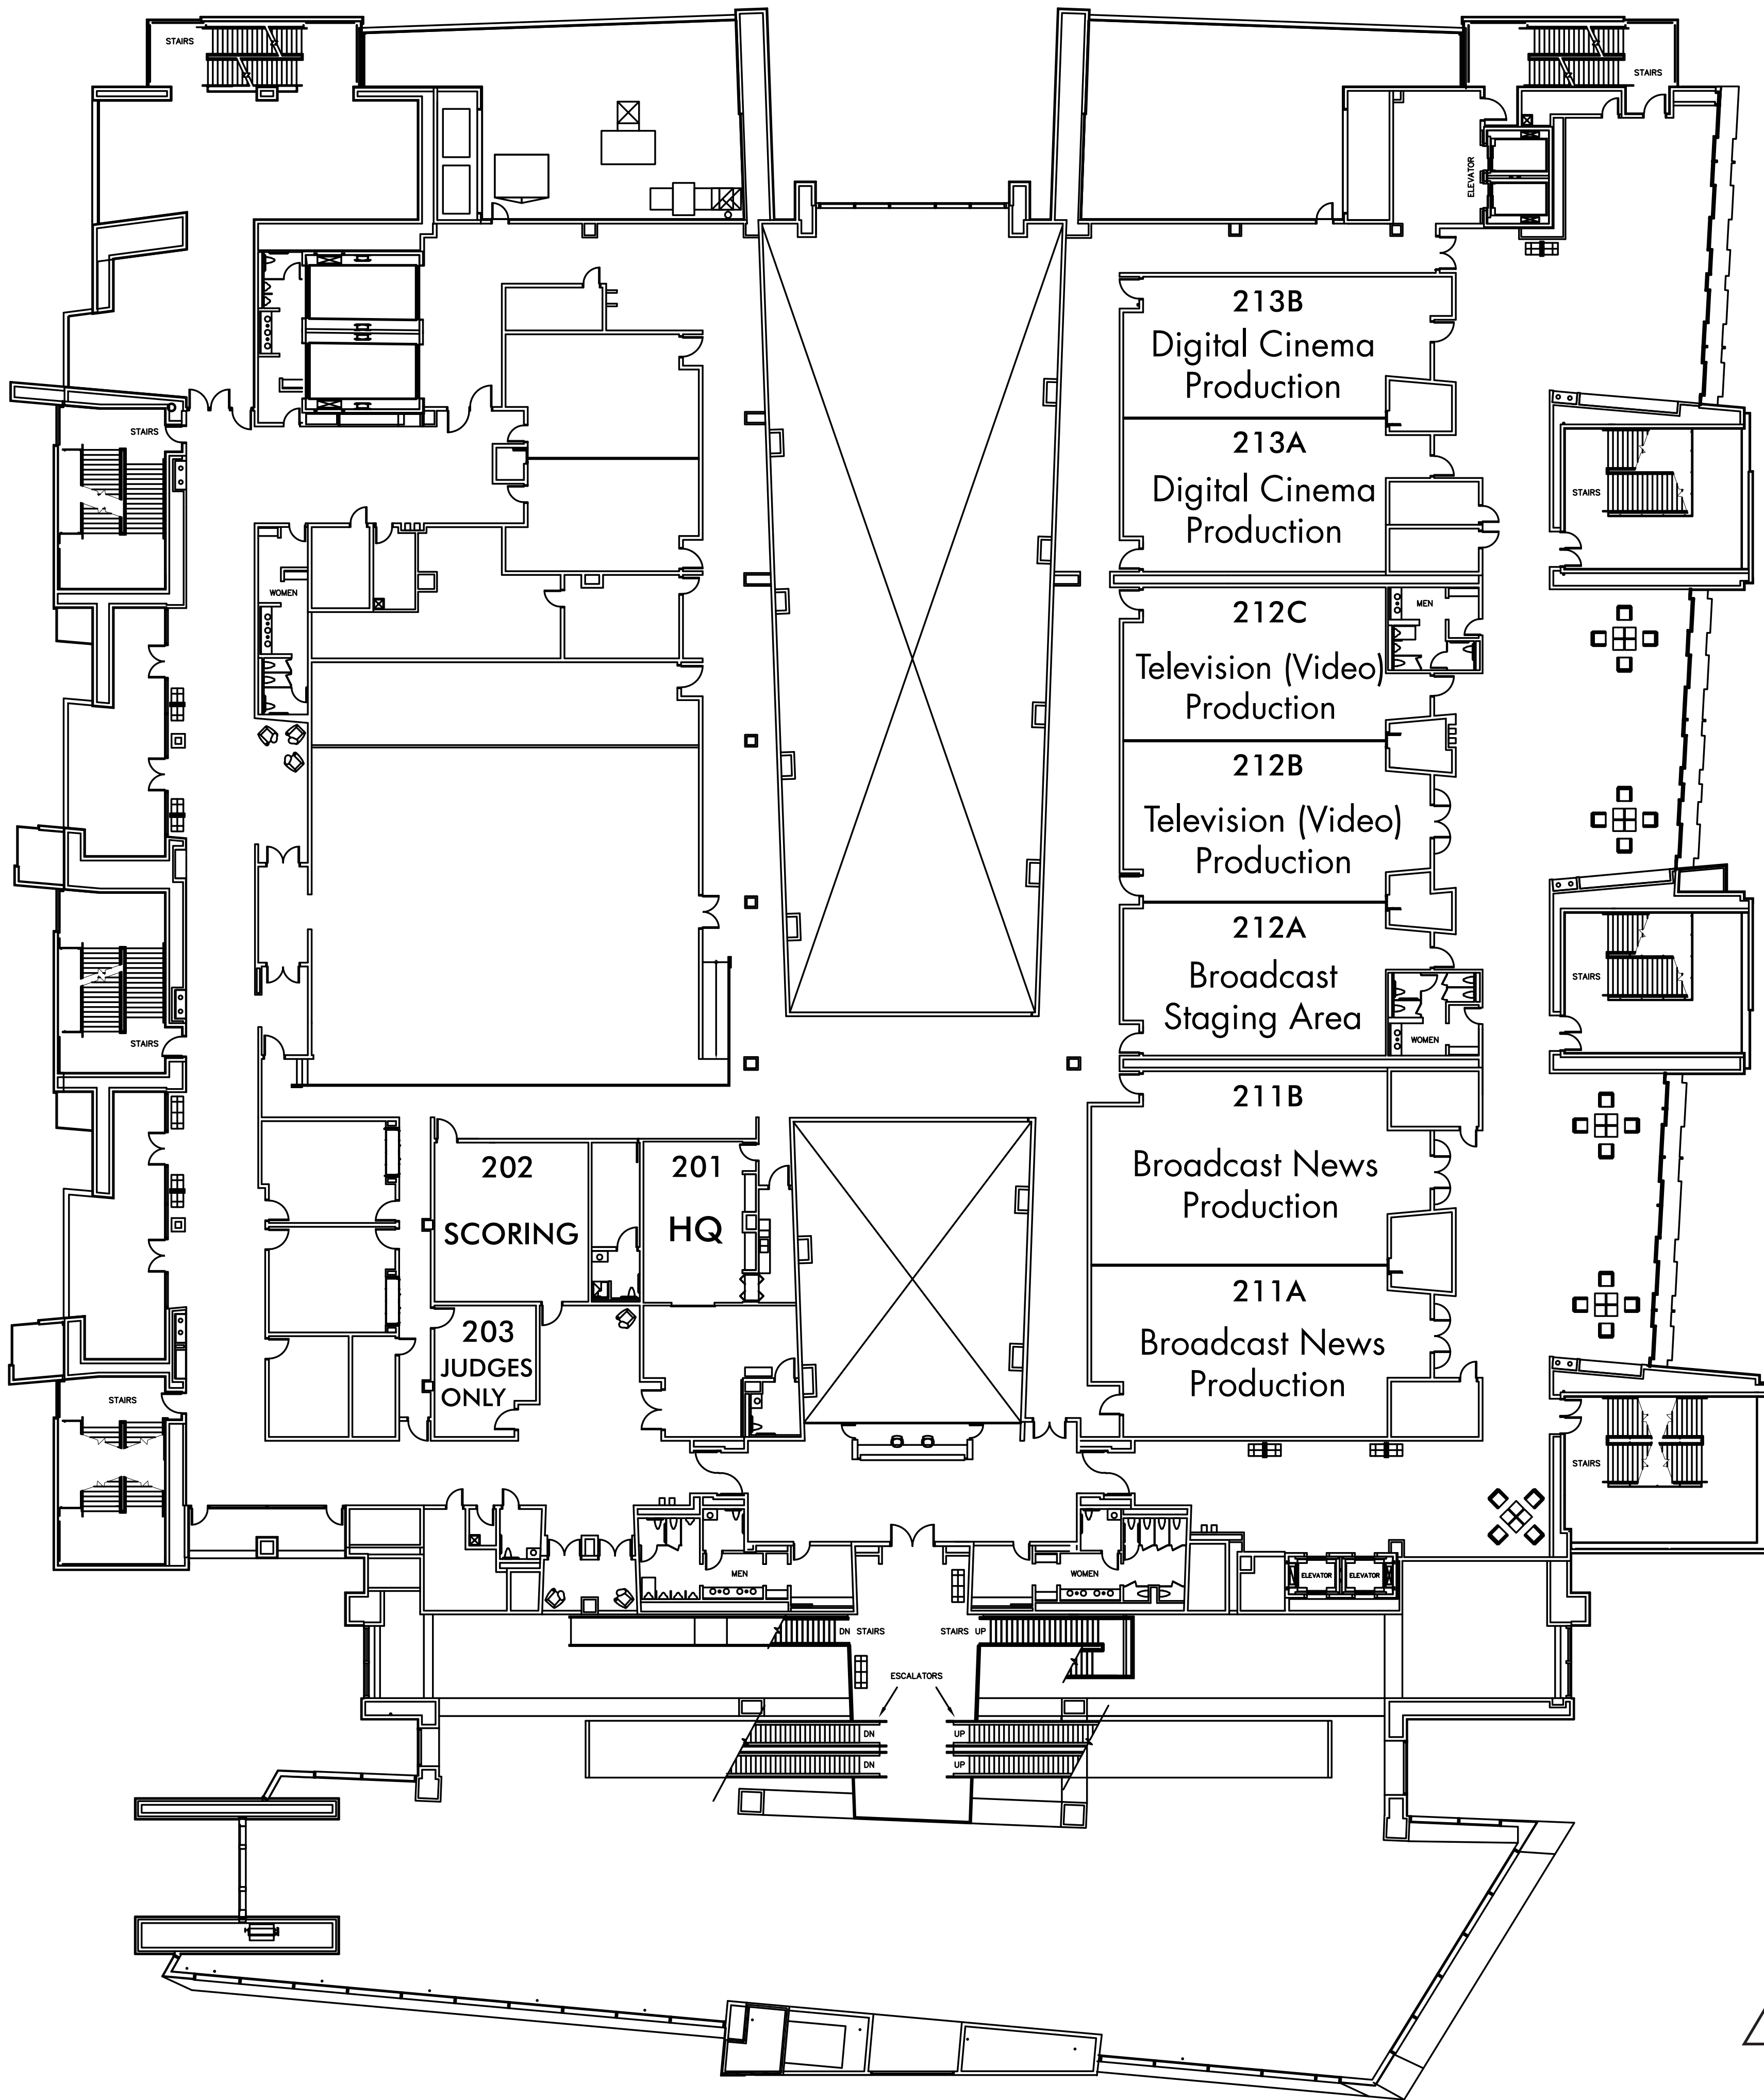 STAIRS
STAIRS
ELEVATOR
213B
Digital Cinema
Production
STAIRS
213A
Digital Cinema
Production
STAIRS
WOMEN
212C
MEN
Television (Video)
Production
212B
Television (Video)
Production
212A
Broadcast
Staging Area
STAIRS
STAIRS
WOMEN
211B
Broadcast News
Production
202
SCORING
201
HQ
211A
Broadcast News
Production
203
JUDGES
ONLY
STAIRS
STAIRS
MEN
WOMEN
ELEVATOR
ELEVATOR
DN STAIRS
STAIRS UP
ESCALATORS
DN
UP
DN
UP